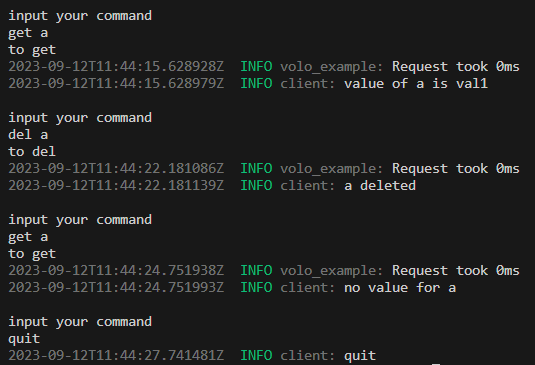 input your command
get a
to get
2023-09-12T11:44:15.628928Z  INFO volo_example: Request took 0ms
2023-09-12T11:44:15.628979Z  INFO client: value of a is val1

input your command
del a
to del
2023-09-12T11:44:22.181086Z  INFO volo_example: Request took 0ms
2023-09-12T11:44:22.181139Z  INFO client: a deleted

input your command
get a
to get
2023-09-12T11:44:24.751938Z  INFO volo_example: Request took 0ms
2023-09-12T11:44:24.751993Z  INFO client: no value for a

input your command
quit
2023-09-12T11:44:27.741481Z  INFO client: quit